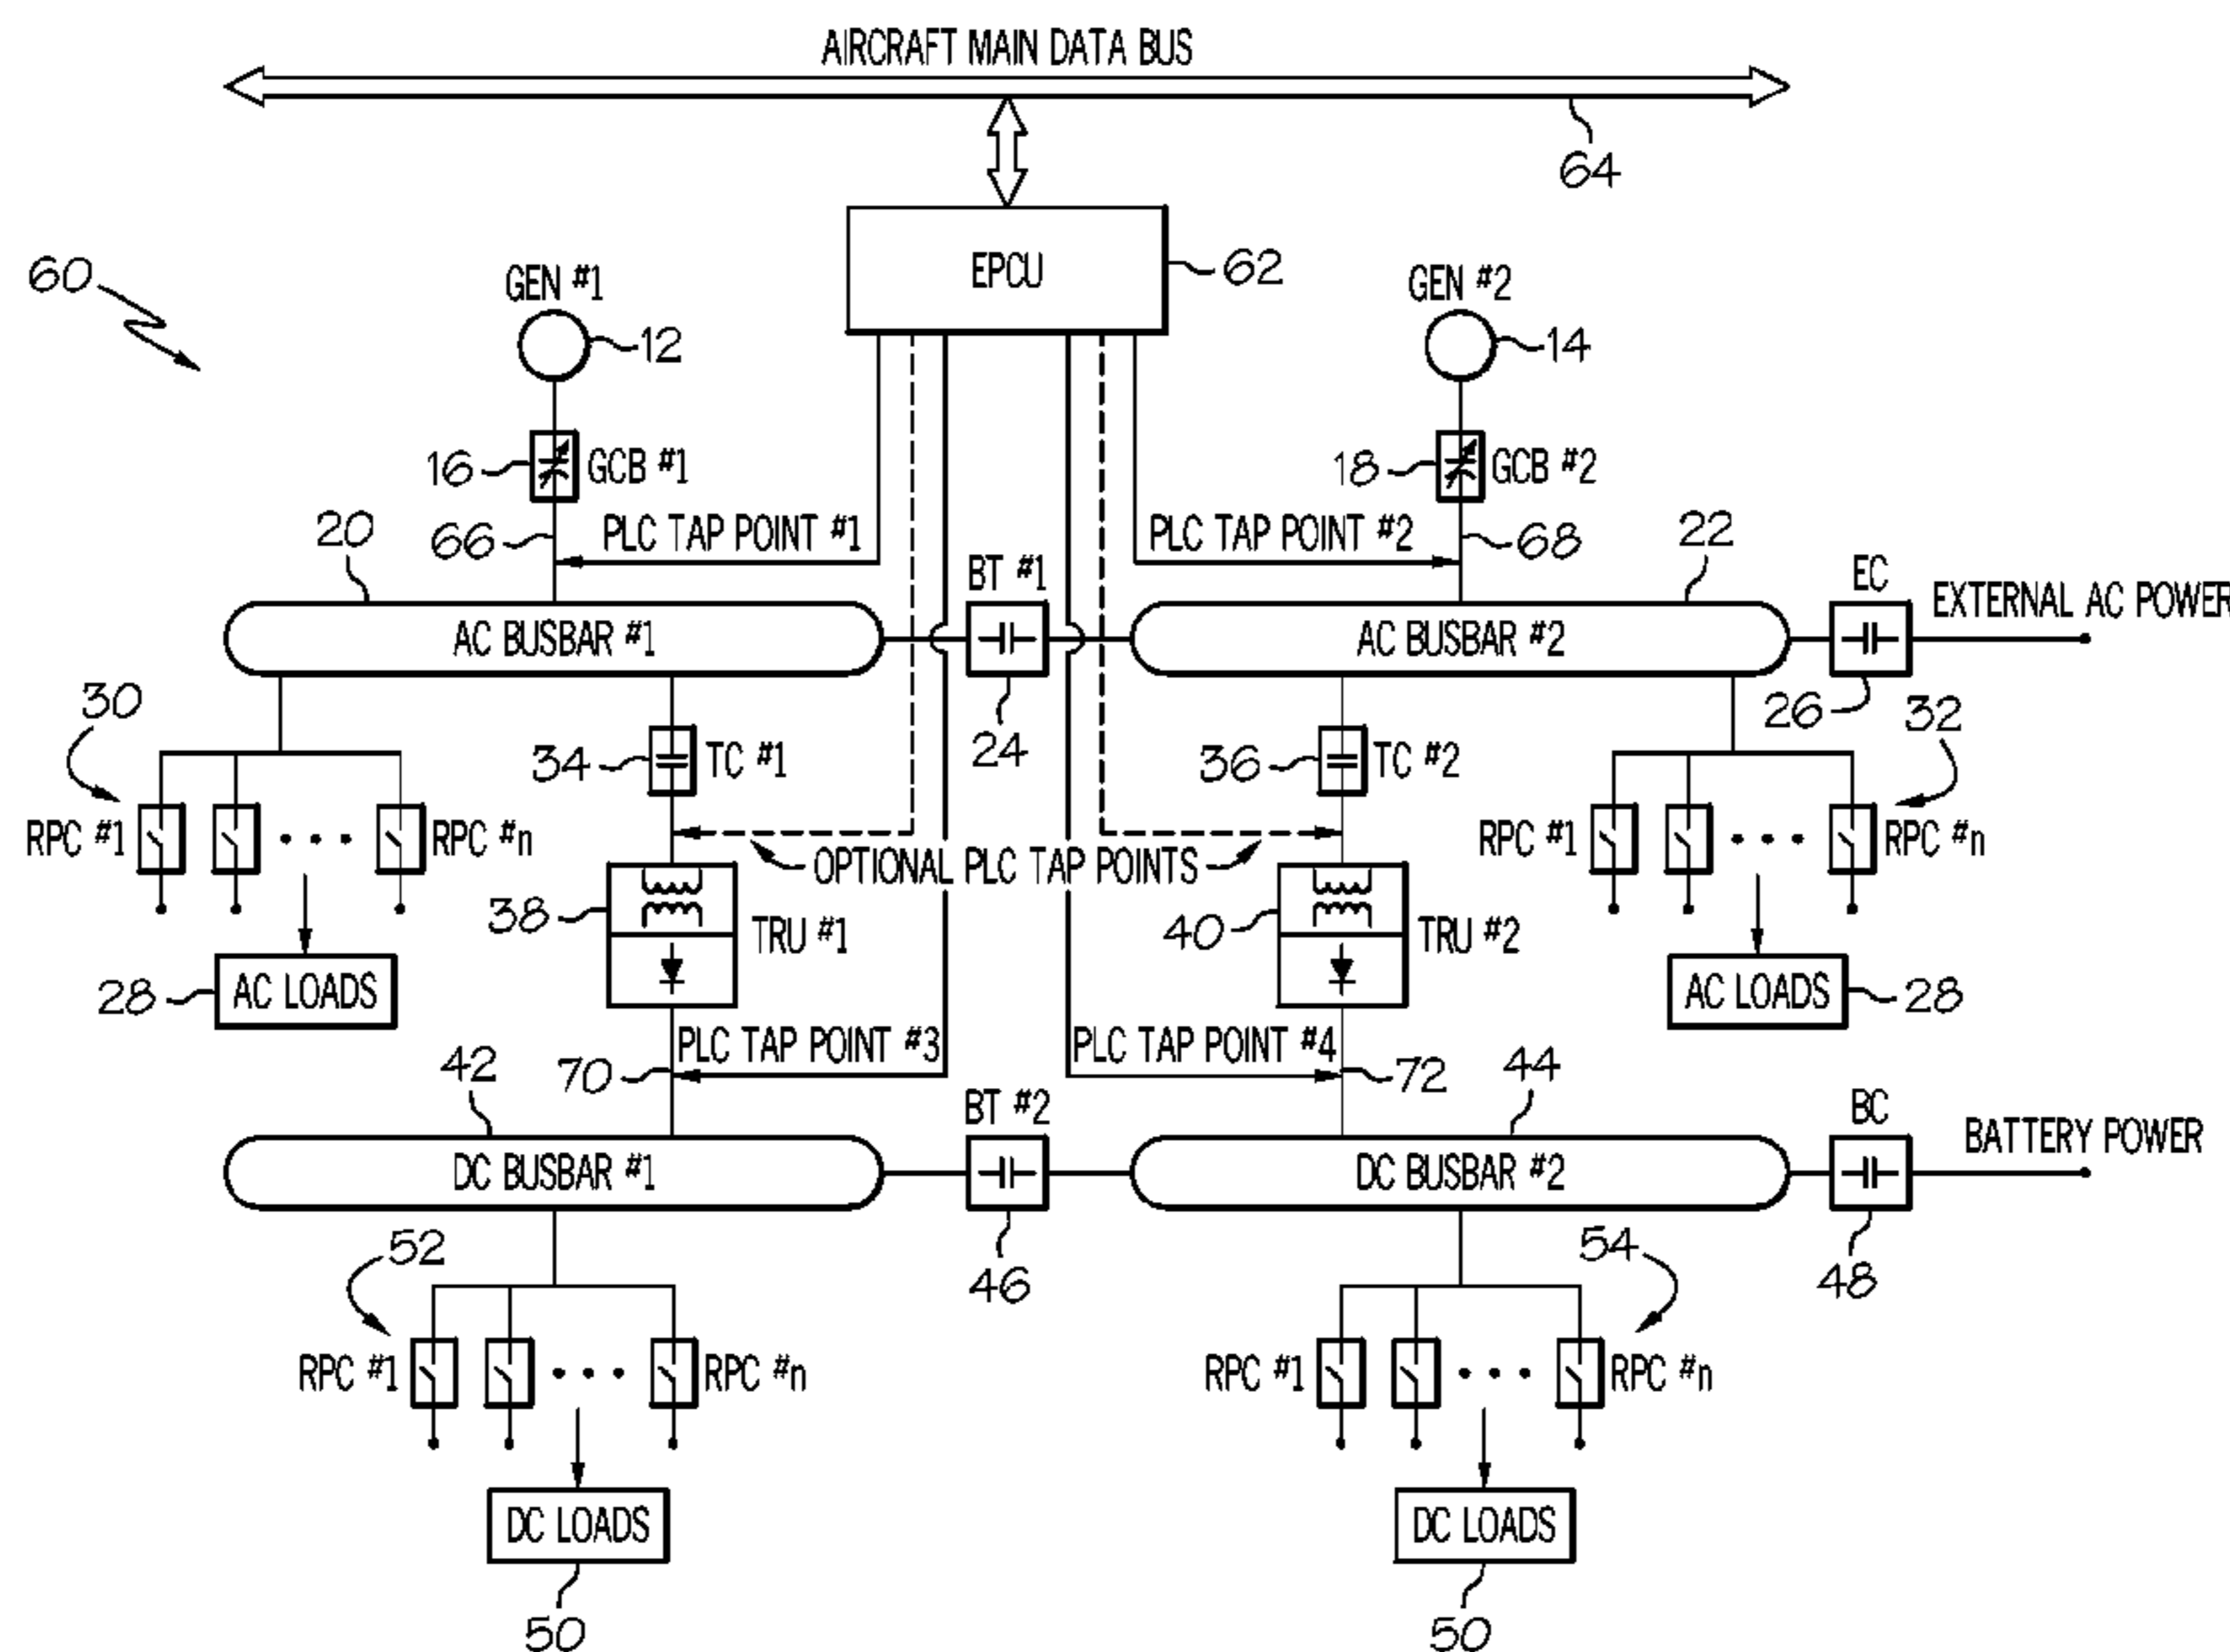 AIRCRAFT MAIN DATA BUS
64
60
EPCU
62
GEN #1
12
GEN #2
14
16
GCB #1
18
GCB #2
20
66
PLC TAP POINT #1
PLC TAP POINT #2
68
22
BT #1
EC
EXTERNAL AC POWER
AC BUSBAR #1
AC BUSBAR #2
30
24
26
32
34
TC #1
36
TC #2
RPC #1
RPC #n
OPTIONAL PLC TAP POINTS
RPC #1
RPC #n
38
TRU #1
40
TRU #2
28
AC LOADS
AC LOADS
28
42
70
PLC TAP POINT #3
PLC TAP POINT #4
72
44
BT #2
BC
BATTERY POWER
DC BUSBAR #1
DC BUSBAR #2
52
46
54
48
RPC #1
RPC #n
RPC #1
RPC #n
DC LOADS
DC LOADS
50
50